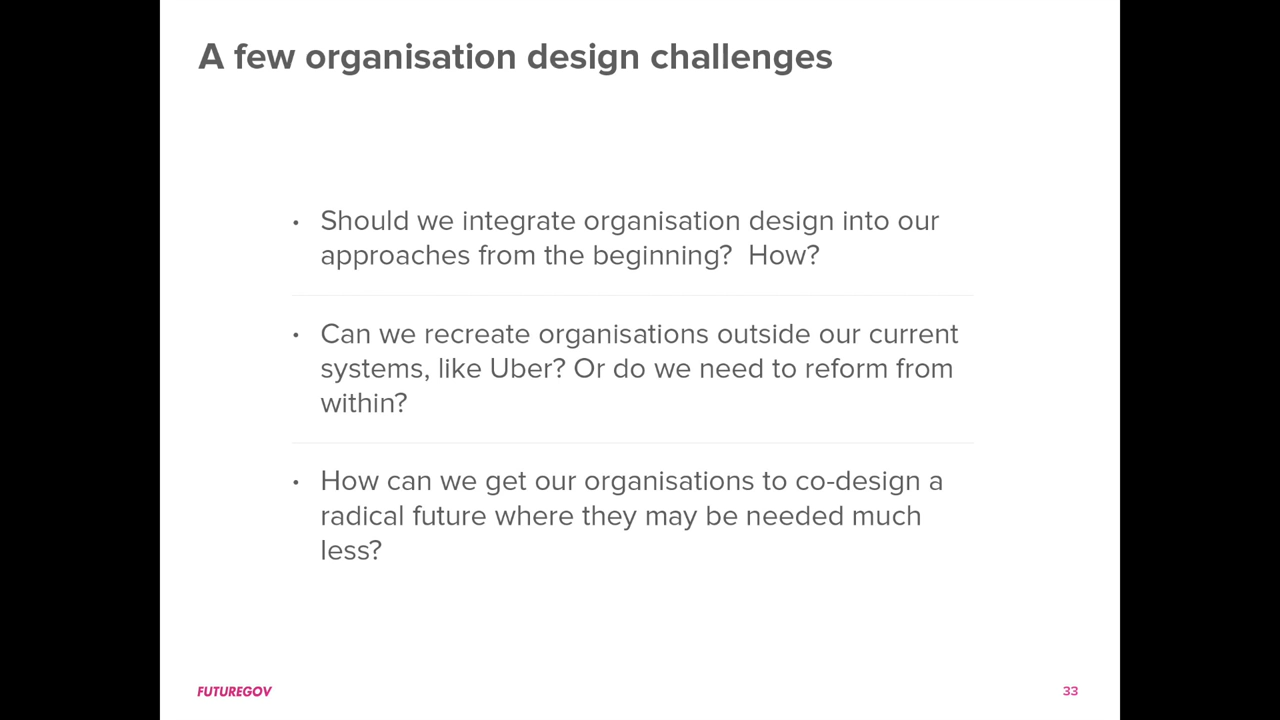 A few organisation design challenges
• Should we integrate organisation design into our
approaches from the beginning?  How?
• Can we recreate organisations outside our current
systems, like Uber? Or do we need to reform from
within?
• How can we get our organisations to co-design a
radical future where they may be needed much
less?
FUTUREGOV
33